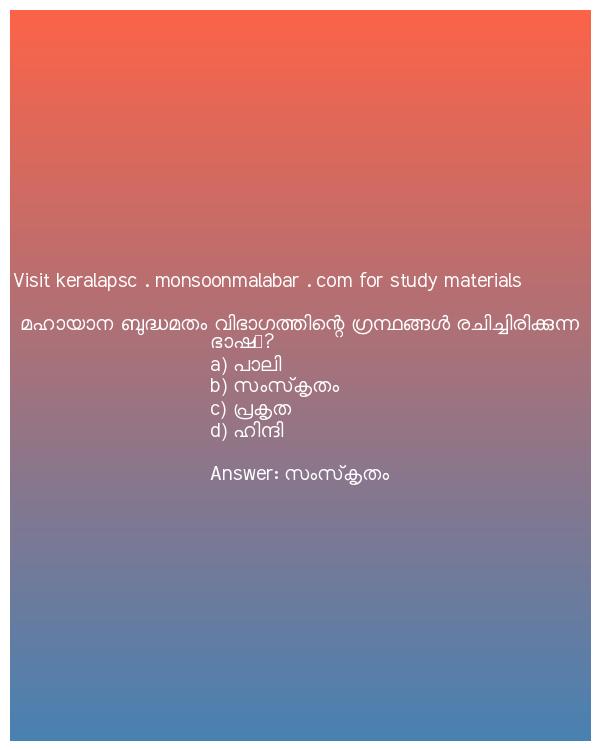 Visit keralapsc . monsoonmalabar . com for study materials
മഹായാന ബുദ്ധമതം വിഭാഗത്തിന്റെ ഗ്രന്ഥങ്ങൾ രചിച്ചിരിക്കുന്ന
ഭാഷ?
a) പാലി
b) സംസ്കൃതം
c) പ്രകൃത
d) ഹിന്ദി
Answer: സംസ്കൃതം